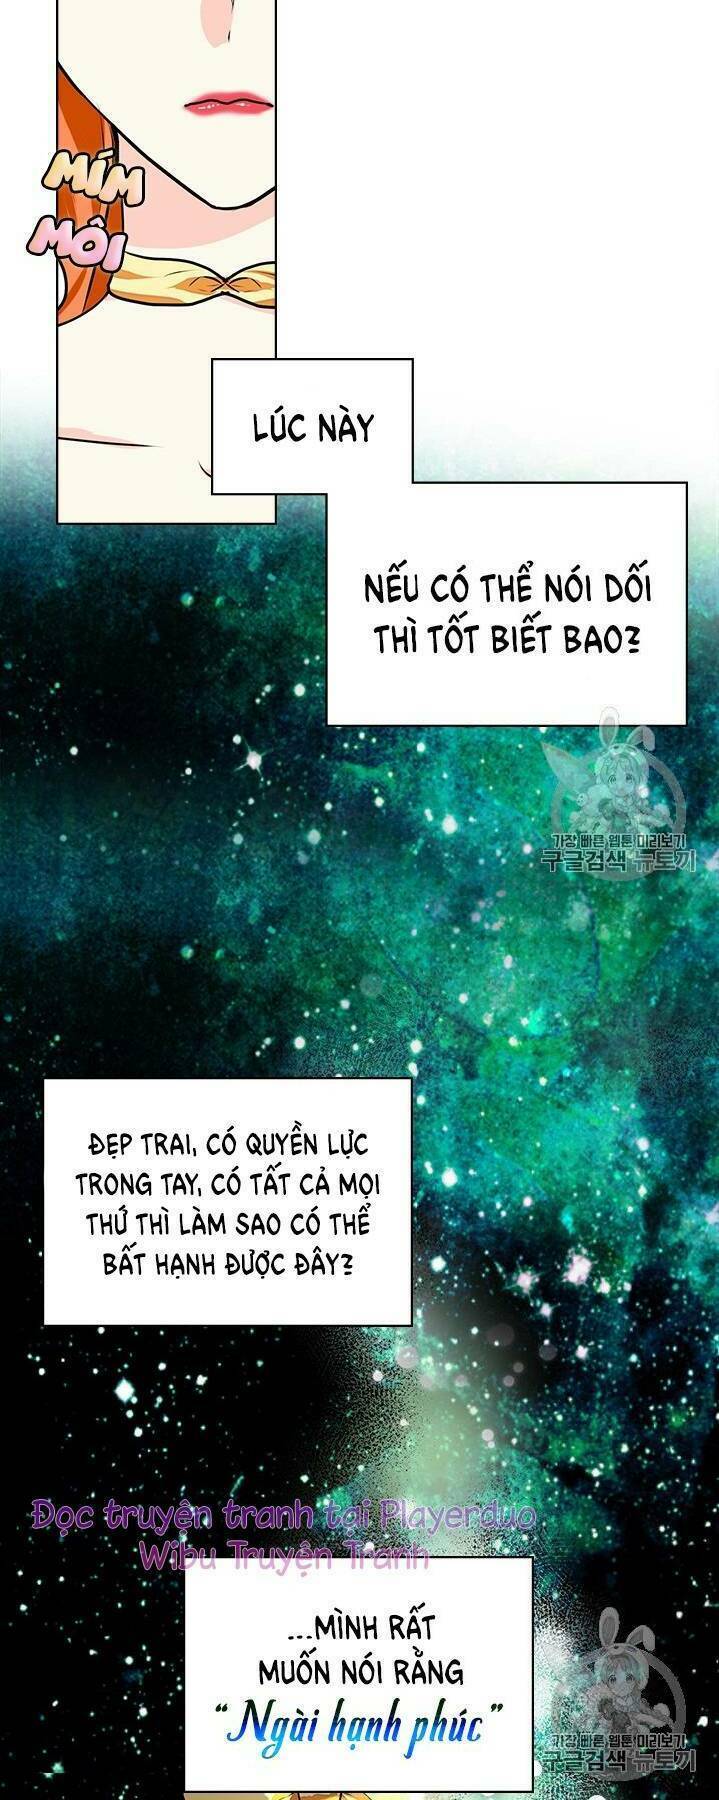 MÍM
MÔI
LÚC NÀY
NẾU CÓ THỂ NÓI DỐI
THÌ TỐT BIẾT BAO?
가장 빠른 웹툰 미리보기
구글검색 뉴토끼
ĐẸP TRAI, CÓ QUYỀN LỰC
TRONG TAY, CÓ TẤT CẢ MỌI
THỨ THÌ LÀM SAO CÓ THỂ
BẤT HẠNH ĐƯỢC ĐÂY?
Đọc truyện tranh tại Playerduo
Wibu Truyện Tranh
...MÌNH RẤT
MUỐN NÓI RẰNG
“Ngài hạnh phúc”
가장 빠른 웹툰 미리보기
구글검색 뉴토끼